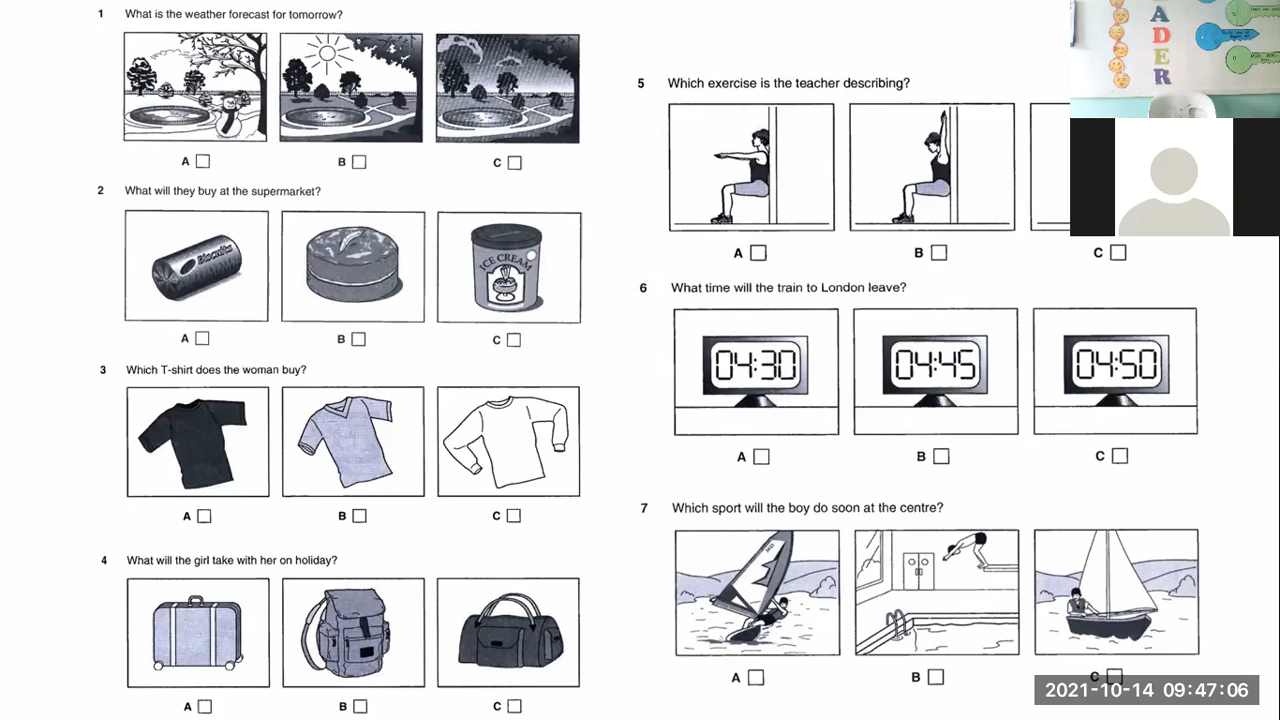 1 What is the weather forecast for tomorrow?
A B C
2 What will they buy at the supermarket?
Biscuits
ICE CREAM
A B C
3 Which T-shirt does the woman buy?
A B C
4 What will the girl take with her on holiday?
A B C
5 Which exercise is the teacher describing?
A B C
6 What time will the train to London leave?
04:30 04:45 04:50
A B C
7 Which sport will the boy do soon at the centre?
A B C
A
D
E
R
2021-10-14 09:47:06